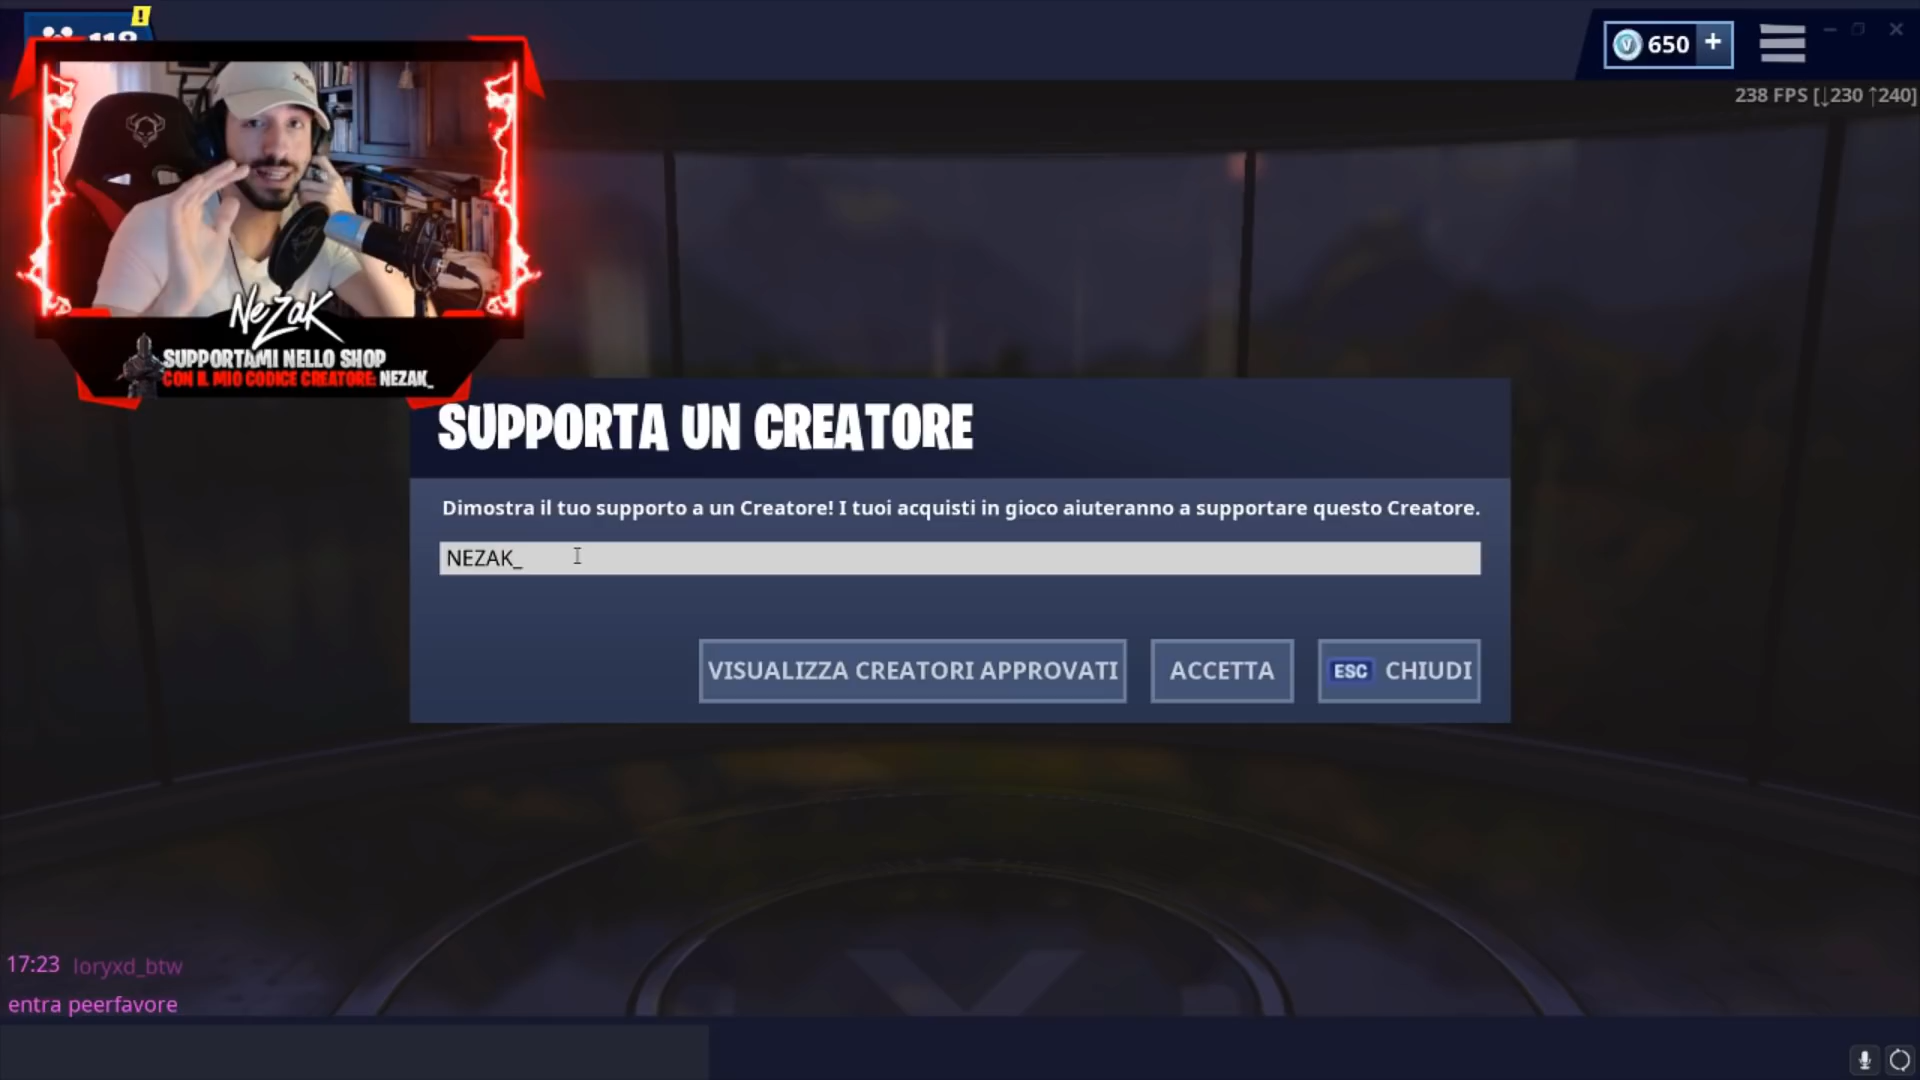 !
118
650 +
238 FPS [↓230 ↑240]
NeZaK
SUPPORTAMI NELLO SHOP
CON IL MIO CODICE CREATORE: NEZAK_
SUPPORTA UN CREATORE
Dimostra il tuo supporto a un Creatore! I tuoi acquisti in gioco aiuteranno a supportare questo Creatore.
NEZAK_
VISUALIZZA CREATORI APPROVATI
ACCETTA
ESC CHIUDI
17:23 loryxd_btw
entra peerfavore